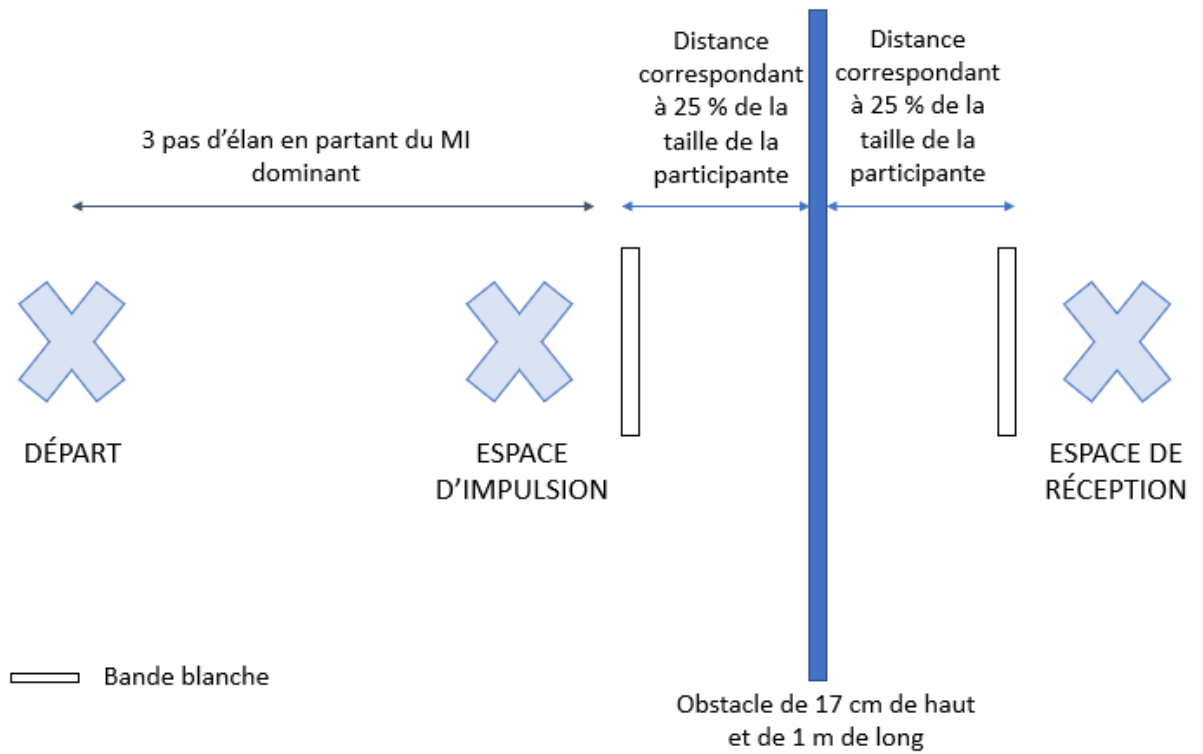 Distance
correspondant
à 25 % de la
taille de la
participante
Distance
correspondant
à 25 % de la
taille de la
participante
3 pas d’élan en partant du MI
dominant
DÉPART
ESPACE
D’IMPULSION
ESPACE DE
RÉCEPTION
Bande blanche
Obstacle de 17 cm de haut
et de 1 m de long